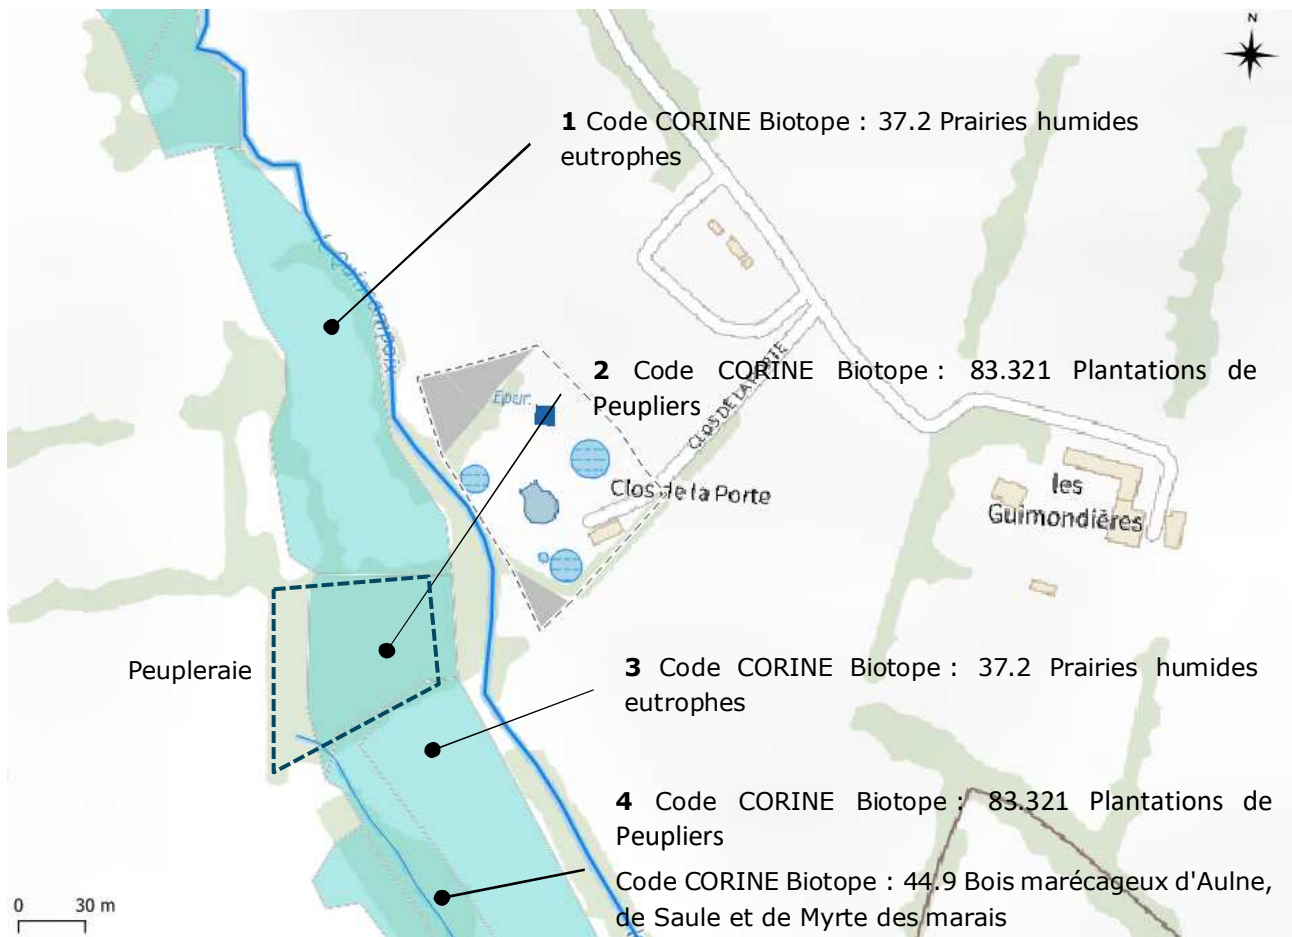 N
1 Code CORINE Biotope : 37.2 Prairies humides
eutrophes
2 Code CORINE Biotope : 83.321 Plantations de
Peupliers
Epur.
CLOS DE LA PORTE
Clos de la Porte
les
Guimondières
Peupleraie
3 Code CORINE Biotope : 37.2 Prairies humides
eutrophes
4 Code CORINE Biotope : 83.321 Plantations de
Peupliers
Code CORINE Biotope : 44.9 Bois marécageux d'Aulne,
de Saule et de Myrte des marais
0 30 m